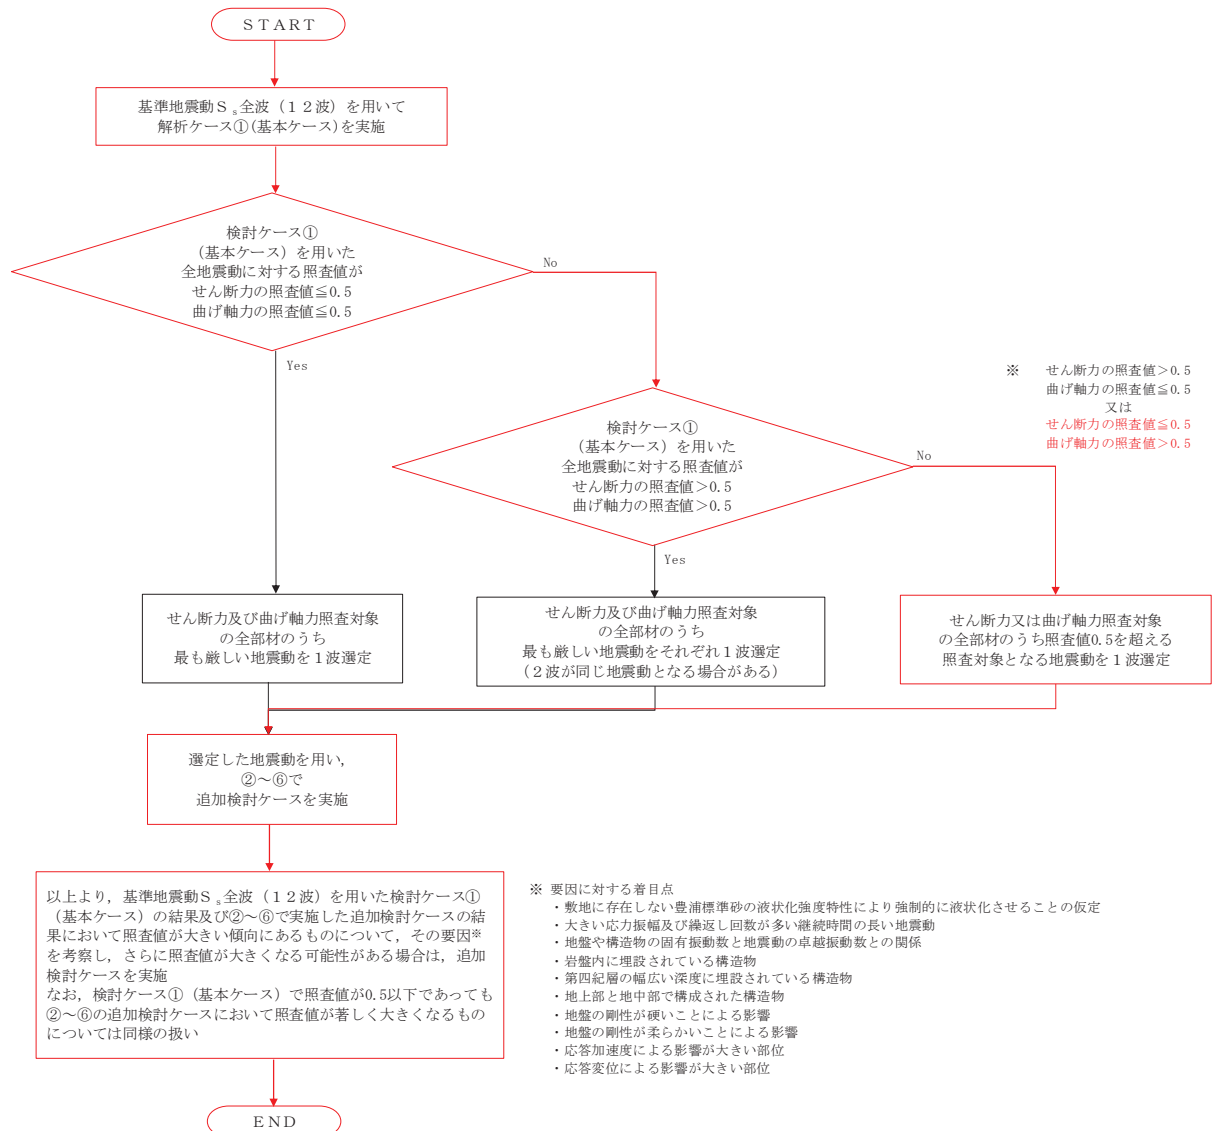 ＳＴＡＲＴ
基準地震動Ｓｓ全波（１２波）を用いて
解析ケース①(基本ケース)を実施
検討ケース①
（基本ケース）を用いた
全地震動に対する照査値が
せん断力の照査値≦0.5
曲げ軸力の照査値≦0.5
No
Yes
※ せん断力の照査値>0.5
曲げ軸力の照査値≦0.5
又は
せん断力の照査値≦0.5
曲げ軸力の照査値>0.5
検討ケース①
（基本ケース）を用いた
全地震動に対する照査値が
せん断力の照査値>0.5
曲げ軸力の照査値>0.5
No
Yes
せん断力及び曲げ軸力照査対象
の全部材のうち
最も厳しい地震動を１波選定
せん断力及び曲げ軸力照査対象
の全部材のうち
最も厳しい地震動をそれぞれ１波選定
（２波が同じ地震動となる場合がある）
せん断力又は曲げ軸力照査対象
の全部材のうち照査値0.5を超える
照査対象となる地震動を１波選定
選定した地震動を用い，
②～⑥で
追加検討ケースを実施
以上より，基準地震動Ｓｓ全波（１２波）を用いた検討ケース①
（基本ケース）の結果及び②～⑥で実施した追加検討ケースの結
果において照査値が大きい傾向にあるものについて，その要因※
を考察し，さらに照査値が大きくなる可能性がある場合は，追加
検討ケースを実施
なお，検討ケース①（基本ケース）で照査値が0.5以下であっても
②～⑥の追加検討ケースにおいて照査値が著しく大きくなるもの
については同様の扱い
※ 要因に対する着目点
・敷地に存在しない豊浦標準砂の液状化強度特性により強制的に液状化させることの仮定
・大きい応力振幅及び繰返し回数が多い継続時間の長い地震動
・地盤や構造物の固有振動数と地震動の卓越振動数との関係
・岩盤内に埋設されている構造物
・第四紀層の幅広い深度に埋設されている構造物
・地上部と地中部で構成された構造物
・地盤の剛性が硬いことによる影響
・地盤の剛性が柔らかいことによる影響
・応答加速度による影響が大きい部位
・応答変位による影響が大きい部位
ＥＮＤ